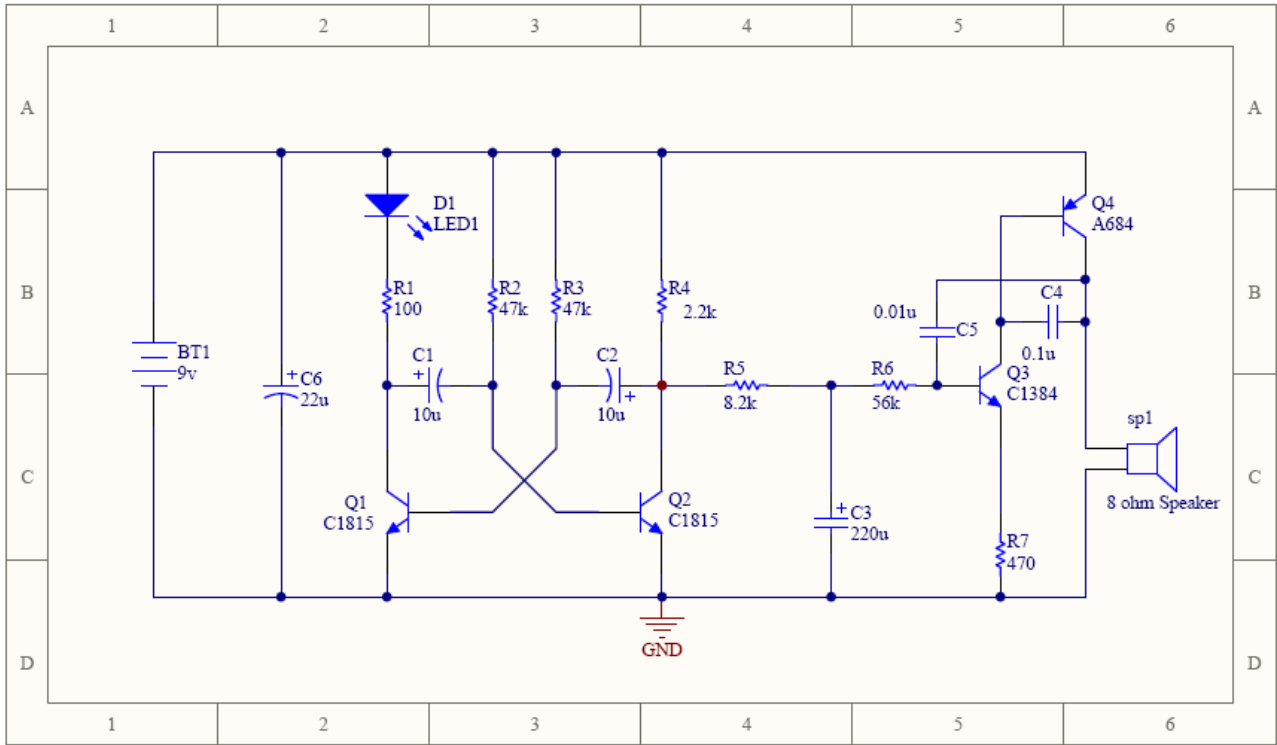 1 2 3 4 5 6
A A
D1
LED1
Q4
A684
B B
R1
100
R2
47k
R3
47k
R4
2.2k
0.01u
C5
C4
0.1u
BT1
9v
C6
22u
+
C1
+
10u
C2
10u
+
R5
8.2k
R6
56k
Q3
C1384
sp1
8 ohm Speaker
C C
Q1
C1815
Q2
C1815
+
C3
220u
R7
470
GND
D D
1 2 3 4 5 6